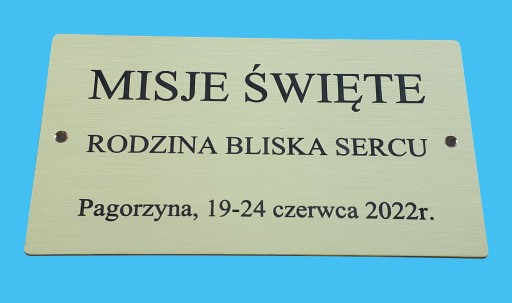 MISJE ŚWIĘTE
RODZINA BLISKA SERCU
Pagorzyna, 19-24 czerwca 2022r.